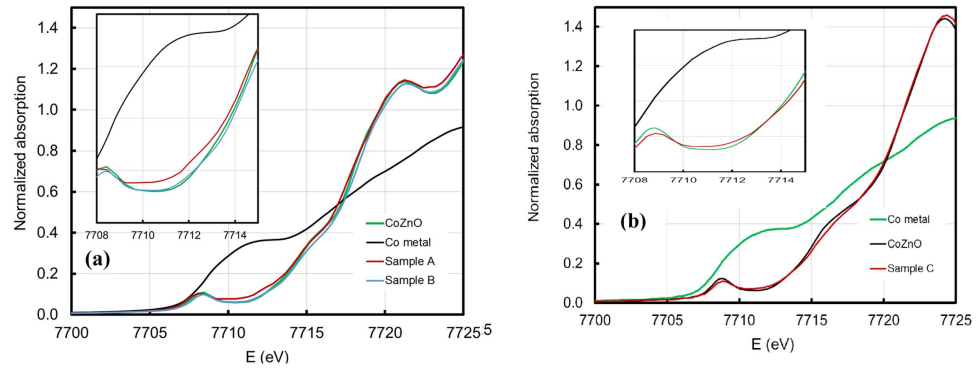 1.4
1.2
1.0
0.8
0.6
0.4
0.2
0.0
Normalized absorption
7708 7710 7712 7714
(a)
CoZnO
Co metal
Sample A
Sample B
7700 7705 7710 7715 7720 7725 5
E (eV)
1.4
1.2
1.0
0.8
0.6
0.4
0.2
0.0
Normalized absorption
7708 7710 7712 7714
(b)
Co metal
CoZnO
Sample C
7700 7705 7710 7715 7720 7725
E (eV)